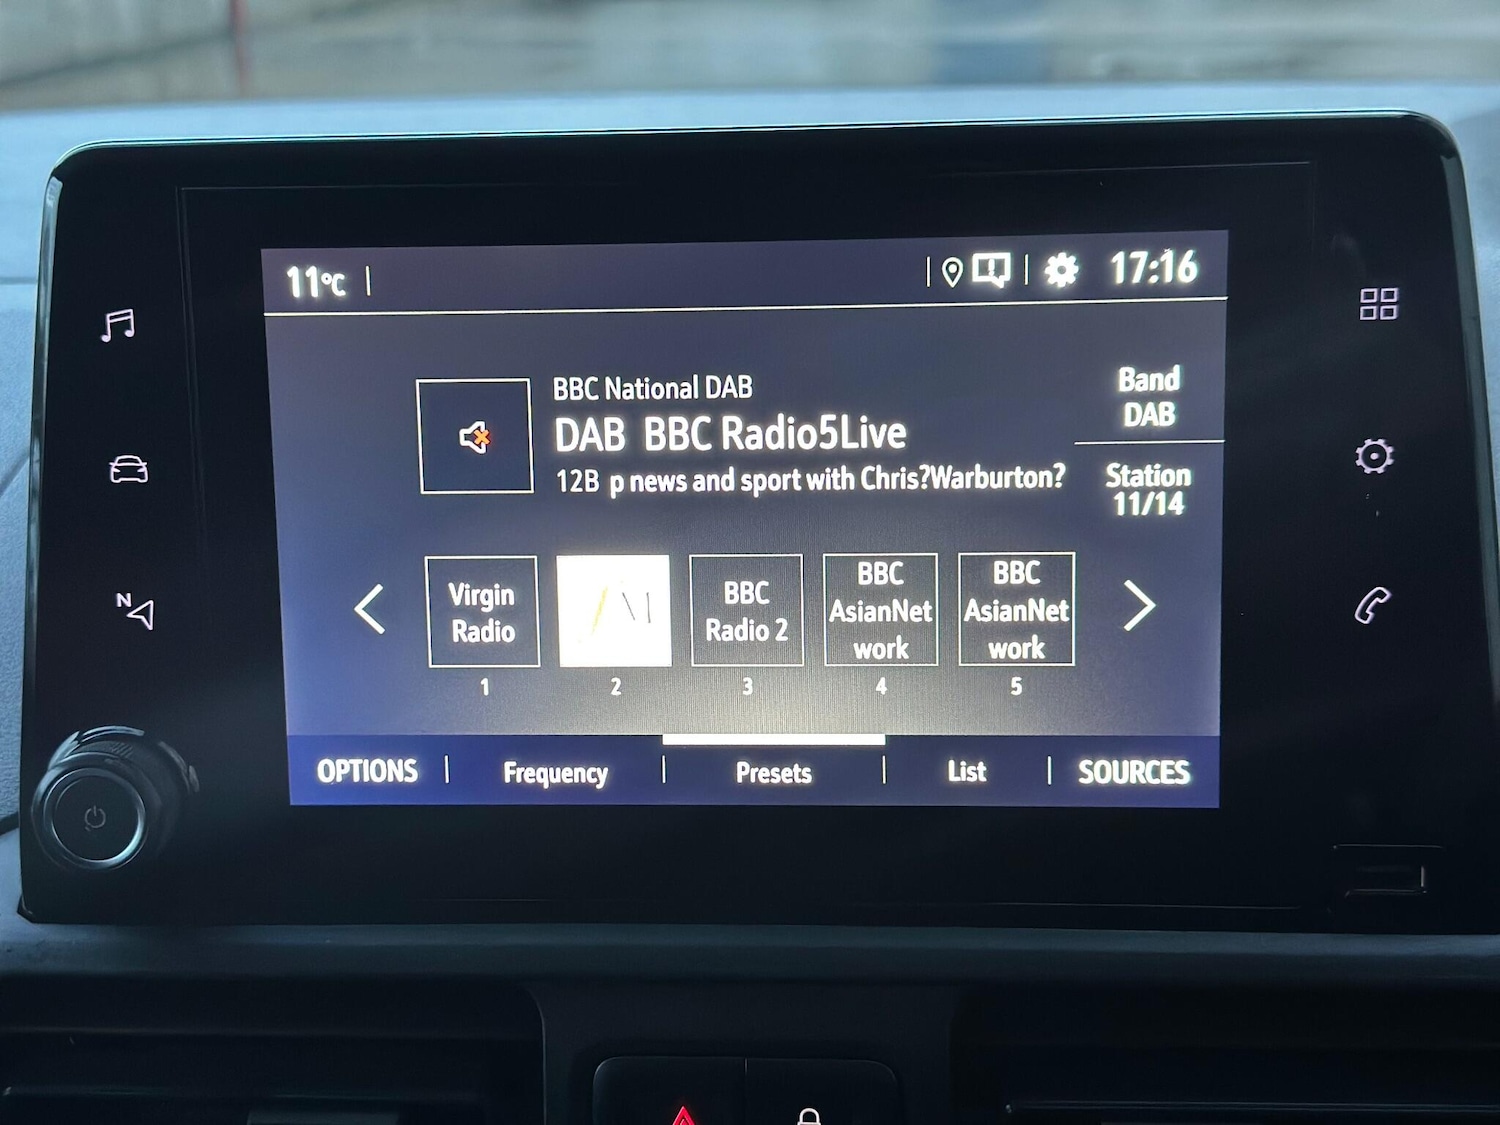 11°C
17:16
BBC National DAB
DAB BBC Radio5Live
12B p news and sport with Chris?Warburton?
Band
DAB
Station
11/14
Virgin
Radio
BBC
Radio 2
BBC
AsianNet
work
BBC
AsianNet
work
1
2
3
4
5
OPTIONS
Frequency
Presets
List
SOURCES
N